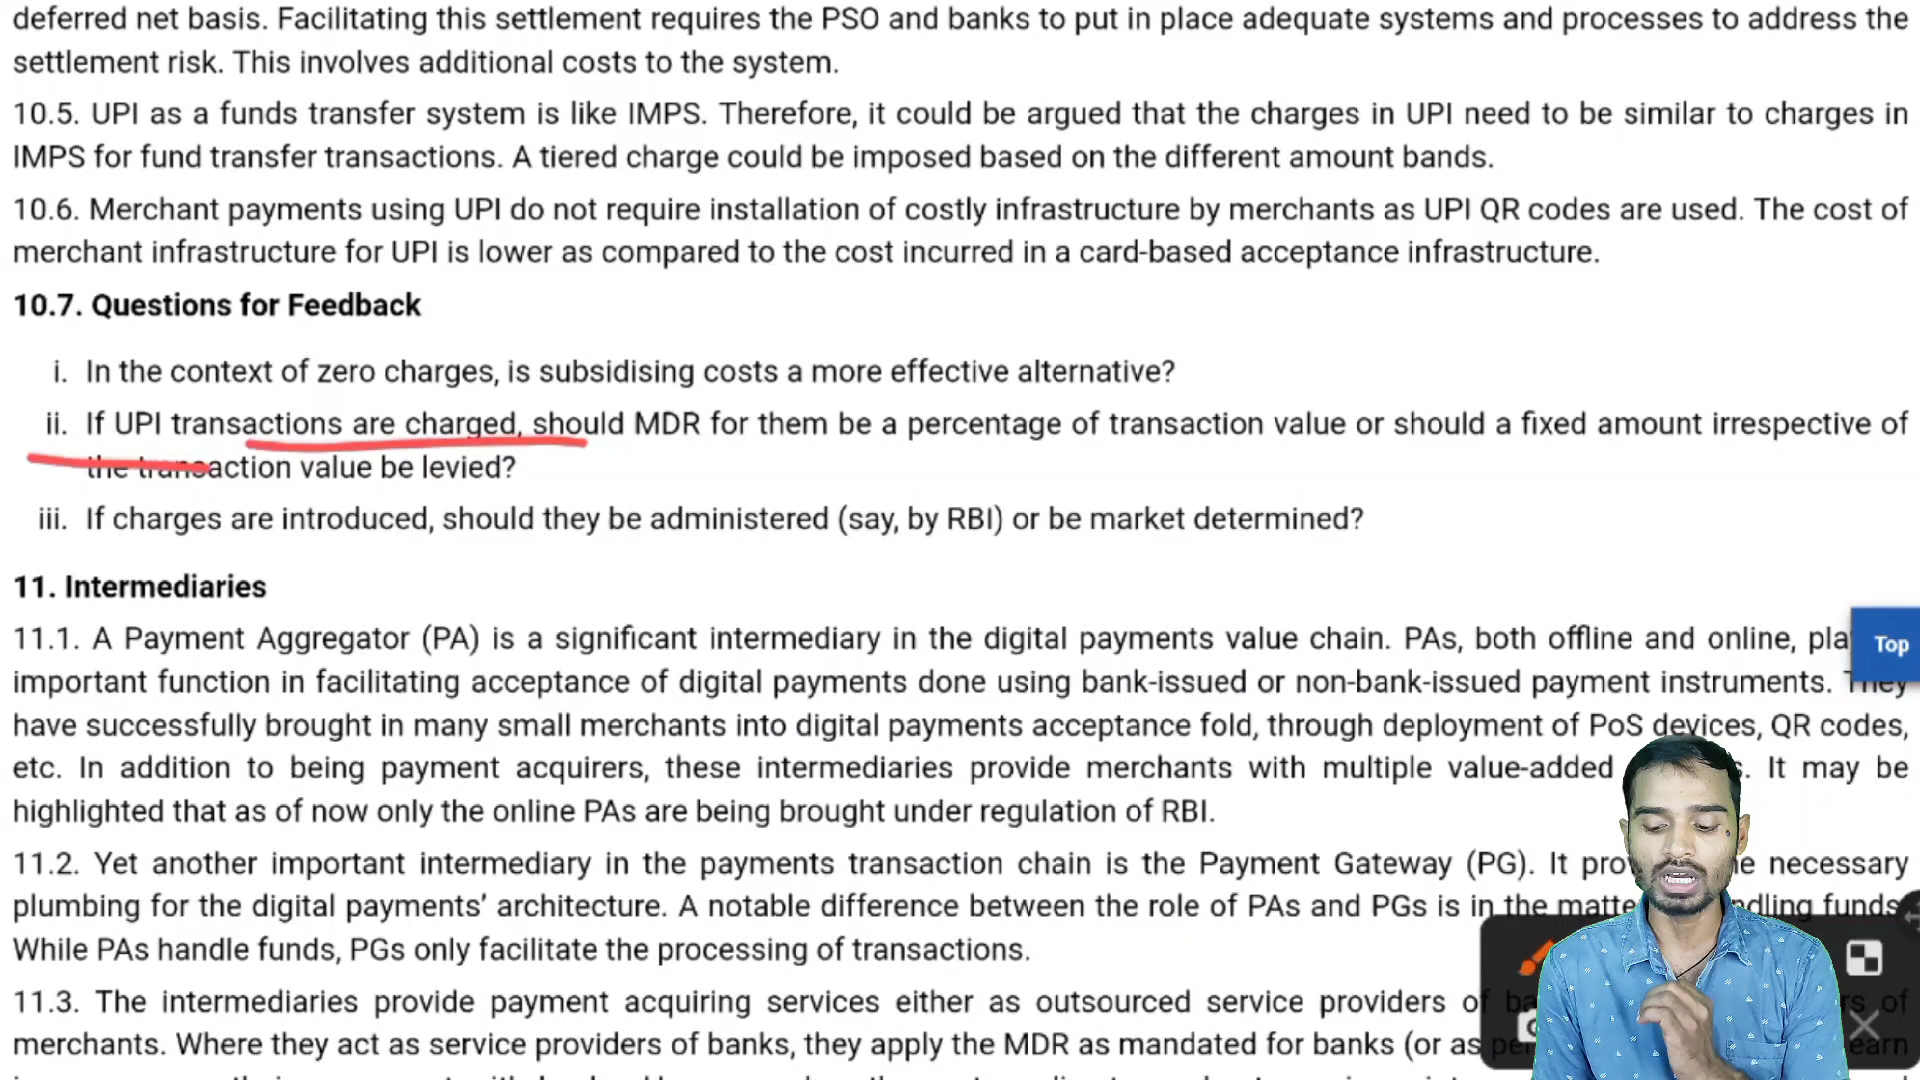 deferred net basis. Facilitating this settlement requires the PSO and banks to put in place adequate systems and processes to address the
settlement risk. This involves additional costs to the system.
10.5. UPI as a funds transfer system is like IMPS. Therefore, it could be argued that the charges in UPI need to be similar to charges in
IMPS for fund transfer transactions. A tiered charge could be imposed based on the different amount bands.
10.6. Merchant payments using UPI do not require installation of costly infrastructure by merchants as UPI QR codes are used. The cost of
merchant infrastructure for UPI is lower as compared to the cost incurred in a card-based acceptance infrastructure.
10.7. Questions for Feedback
i. In the context of zero charges, is subsidising costs a more effective alternative?
ii. If UPI transactions are charged, should MDR for them be a percentage of transaction value or should a fixed amount irrespective of
the transaction value be levied?
iii. If charges are introduced, should they be administered (say, by RBI) or be market determined?
11. Intermediaries
11.1. A Payment Aggregator (PA) is a significant intermediary in the digital payments value chain. PAs, both offline and online,
Top
important function in facilitating acceptance of digital payments done using bank-issued or non-bank-issued payment instruments. They
have successfully brought in many small merchants into digital payments acceptance fold, through deployment of PoS devices, QR codes,
etc. In addition to being payment acquirers, these intermediaries provide merchants with multiple value-added It may be
highlighted that as of now only the online PAs are being brought under regulation of RBI.
11.2. Yet another important intermediary in the payments transaction chain is the Payment Gateway (PG). It necessary
plumbing for the digital payments' architecture. A notable difference between the role of PAs and PGs is in the funds
While PAs handle funds, PGs only facilitate the processing of transactions.
11.3. The intermediaries provide payment acquiring services either as outsourced service providers of of
merchants. Where they act as service providers of banks, they apply the MDR as mandated for banks (or as earn